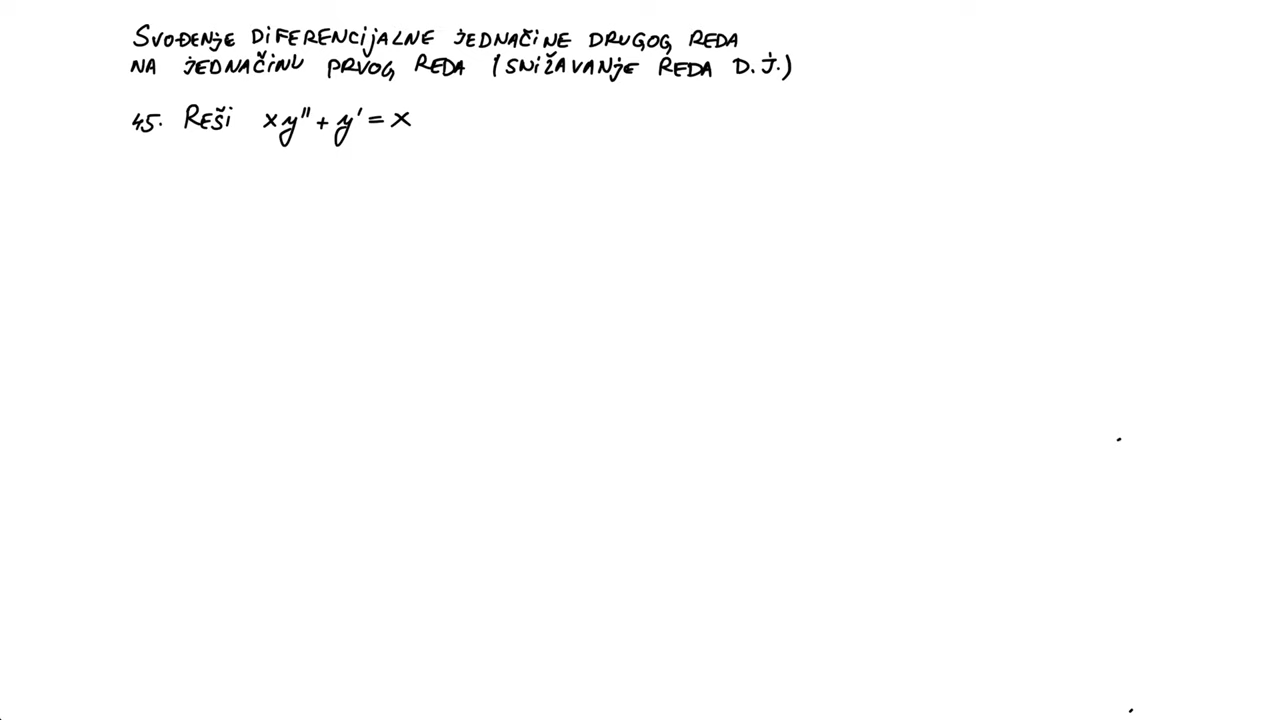 SVOĐENJE DIFERENCIJALNE JEDNAČINE DRUGOG REDA
NA JEDNAČINU PRVOG REDA (SNIŽAVANJE REDA D.J.)
45. REŠI xy'' + y' = x